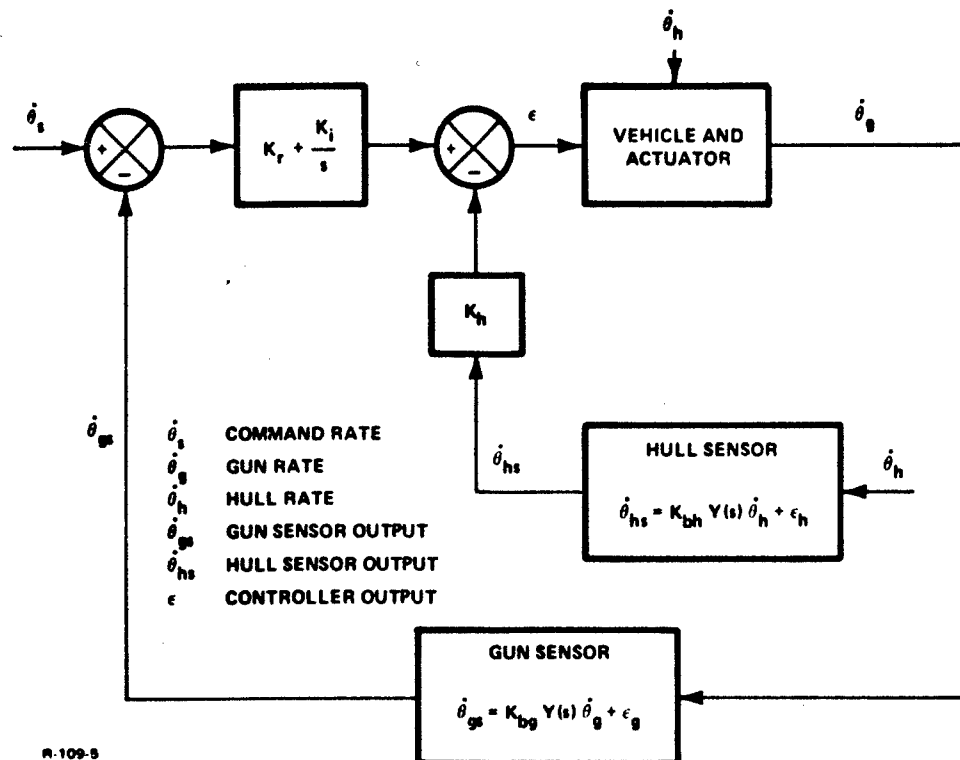 θ̇h
θ̇s
+
−
Kr + Ki/s
+
−
ϵ
VEHICLE AND
ACTUATOR
θ̇g
Kh
θ̇gs
θ̇s COMMAND RATE
θ̇g GUN RATE
θ̇h HULL RATE
θ̇gs GUN SENSOR OUTPUT
θ̇hs HULL SENSOR OUTPUT
ϵ CONTROLLER OUTPUT
θ̇hs
HULL SENSOR
θ̇hs = Kbh Y(s) θ̇h + ϵh
θ̇h
GUN SENSOR
θ̇gs = Kbg Y(s) θ̇g + ϵg
R-109-5